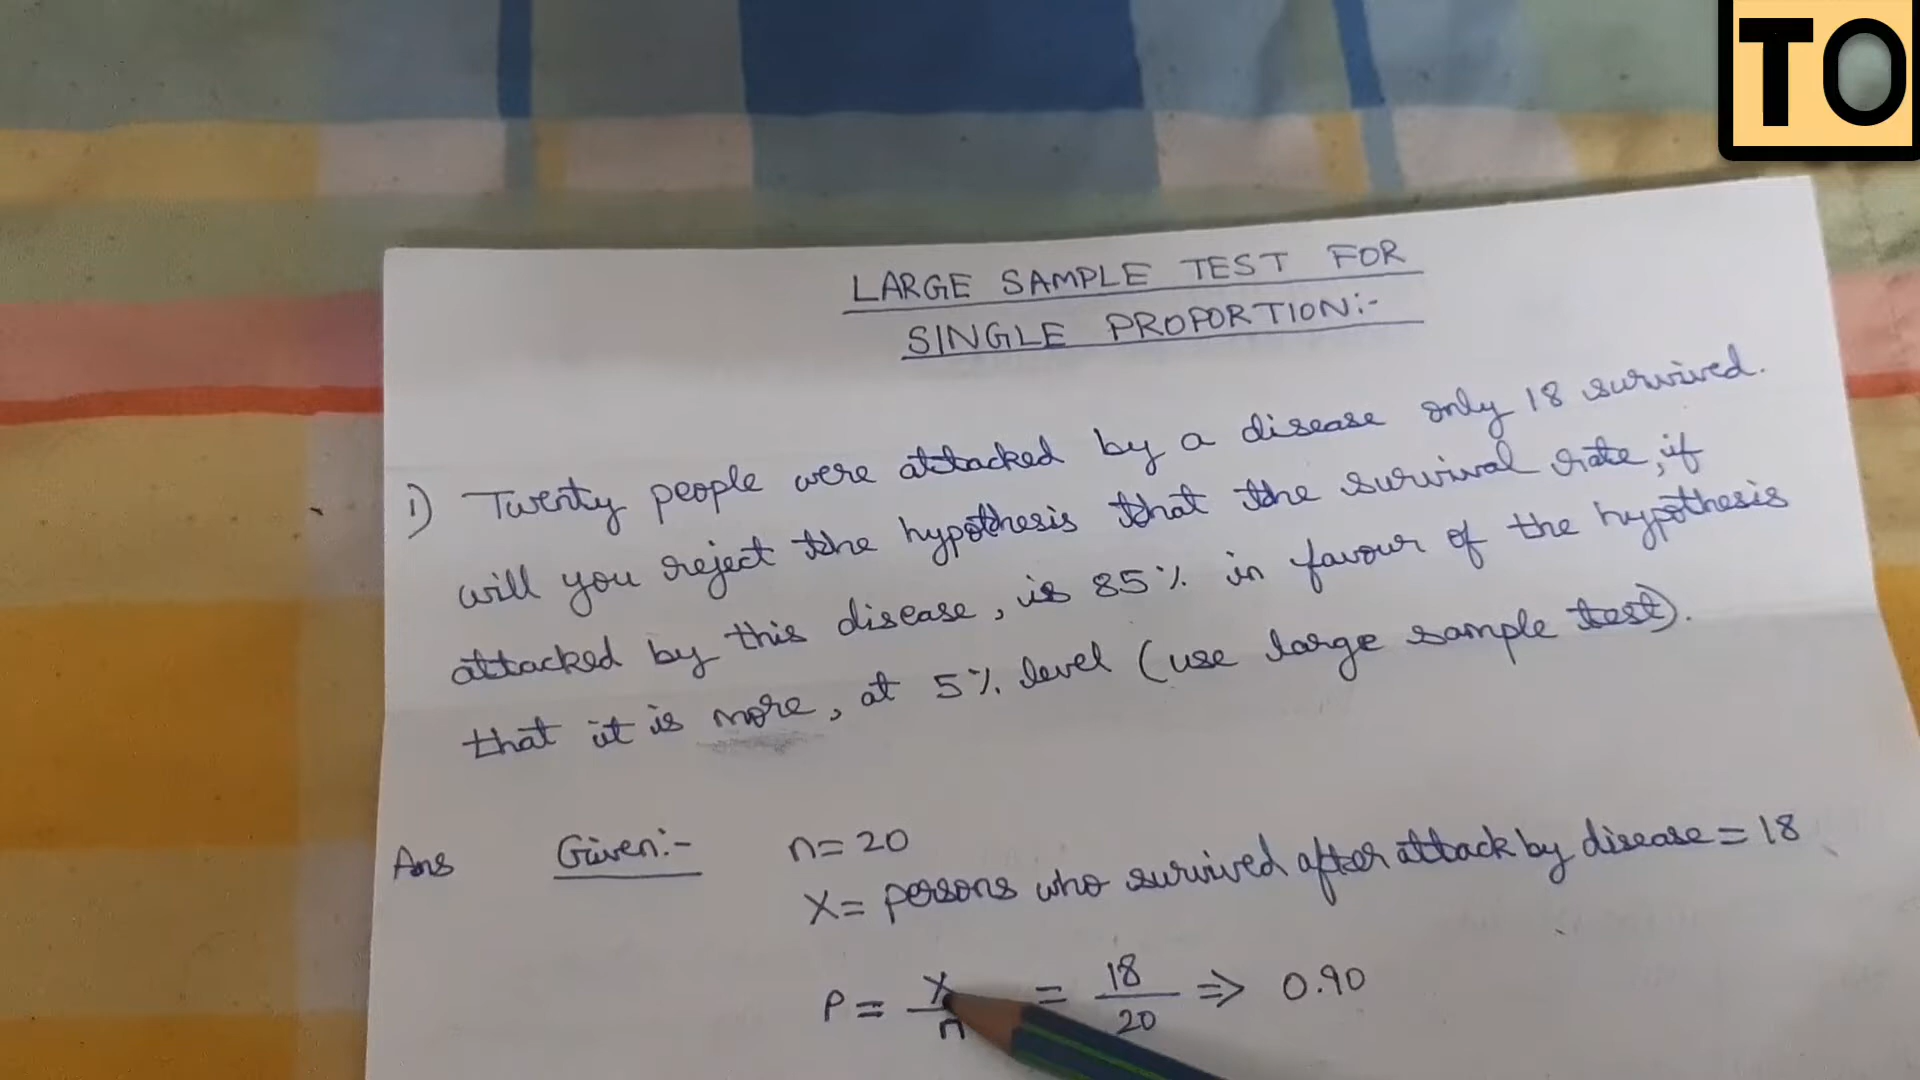 TO
LARGE SAMPLE TEST FOR
SINGLE PROPORTION:-
1) Twenty people were attacked by a disease only 18 survived.
will you reject the hypothesis that the survival rate, if
attacked by this disease, is 85% in favour of the hypothesis
that it is more, at 5% level (use large sample test).
Ans Given:- n=20
X= persons who survived after attack by disease = 18
P = X/n = 18/20 ⇒ 0.90